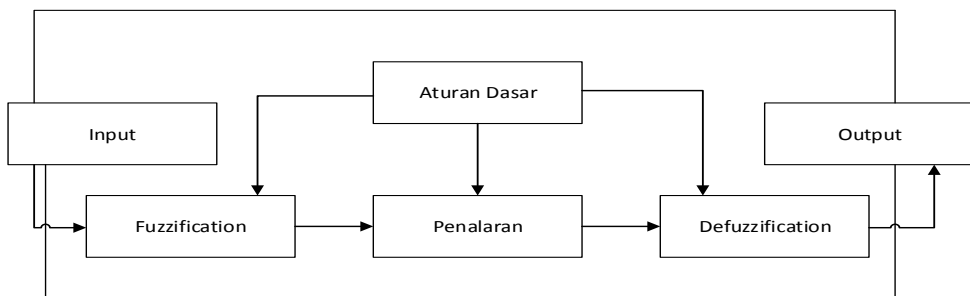 Aturan Dasar
Input
Output
Fuzzification
Penalaran
Defuzzification